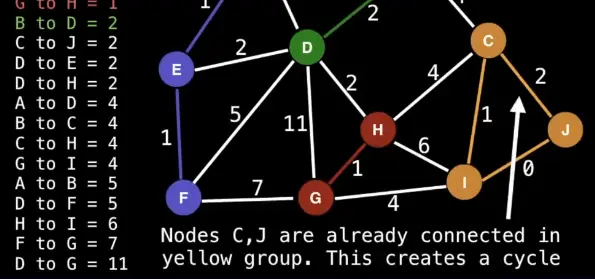 G to H = 1
B to D = 2
C to J = 2
D to E = 2
D to H = 2
A to D = 4
B to C = 4
C to H = 4
G to I = 4
A to B = 5
D to F = 5
H to I = 6
F to G = 7
D to G = 11
1
2
C
D
2
E
2
4
2
5
11
1
H
J
1
6
1
0
I
F
7
G
4
Nodes C,J are already connected in
yellow group. This creates a cycle